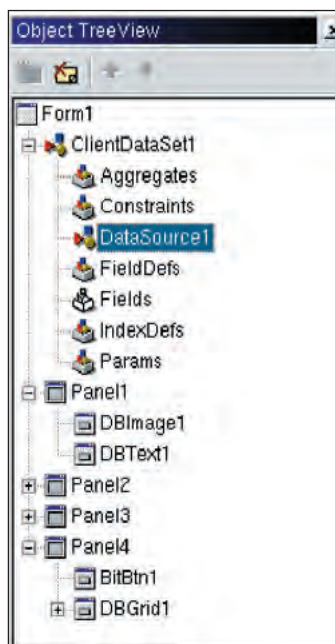 Object TreeView
Form1
ClientDataSet1
Aggregates
Constraints
DataSource1
FieldDefs
Fields
IndexDefs
Params
Panel1
DBImage1
DBText1
Panel2
Panel3
Panel4
BitBtn1
DBGrid1